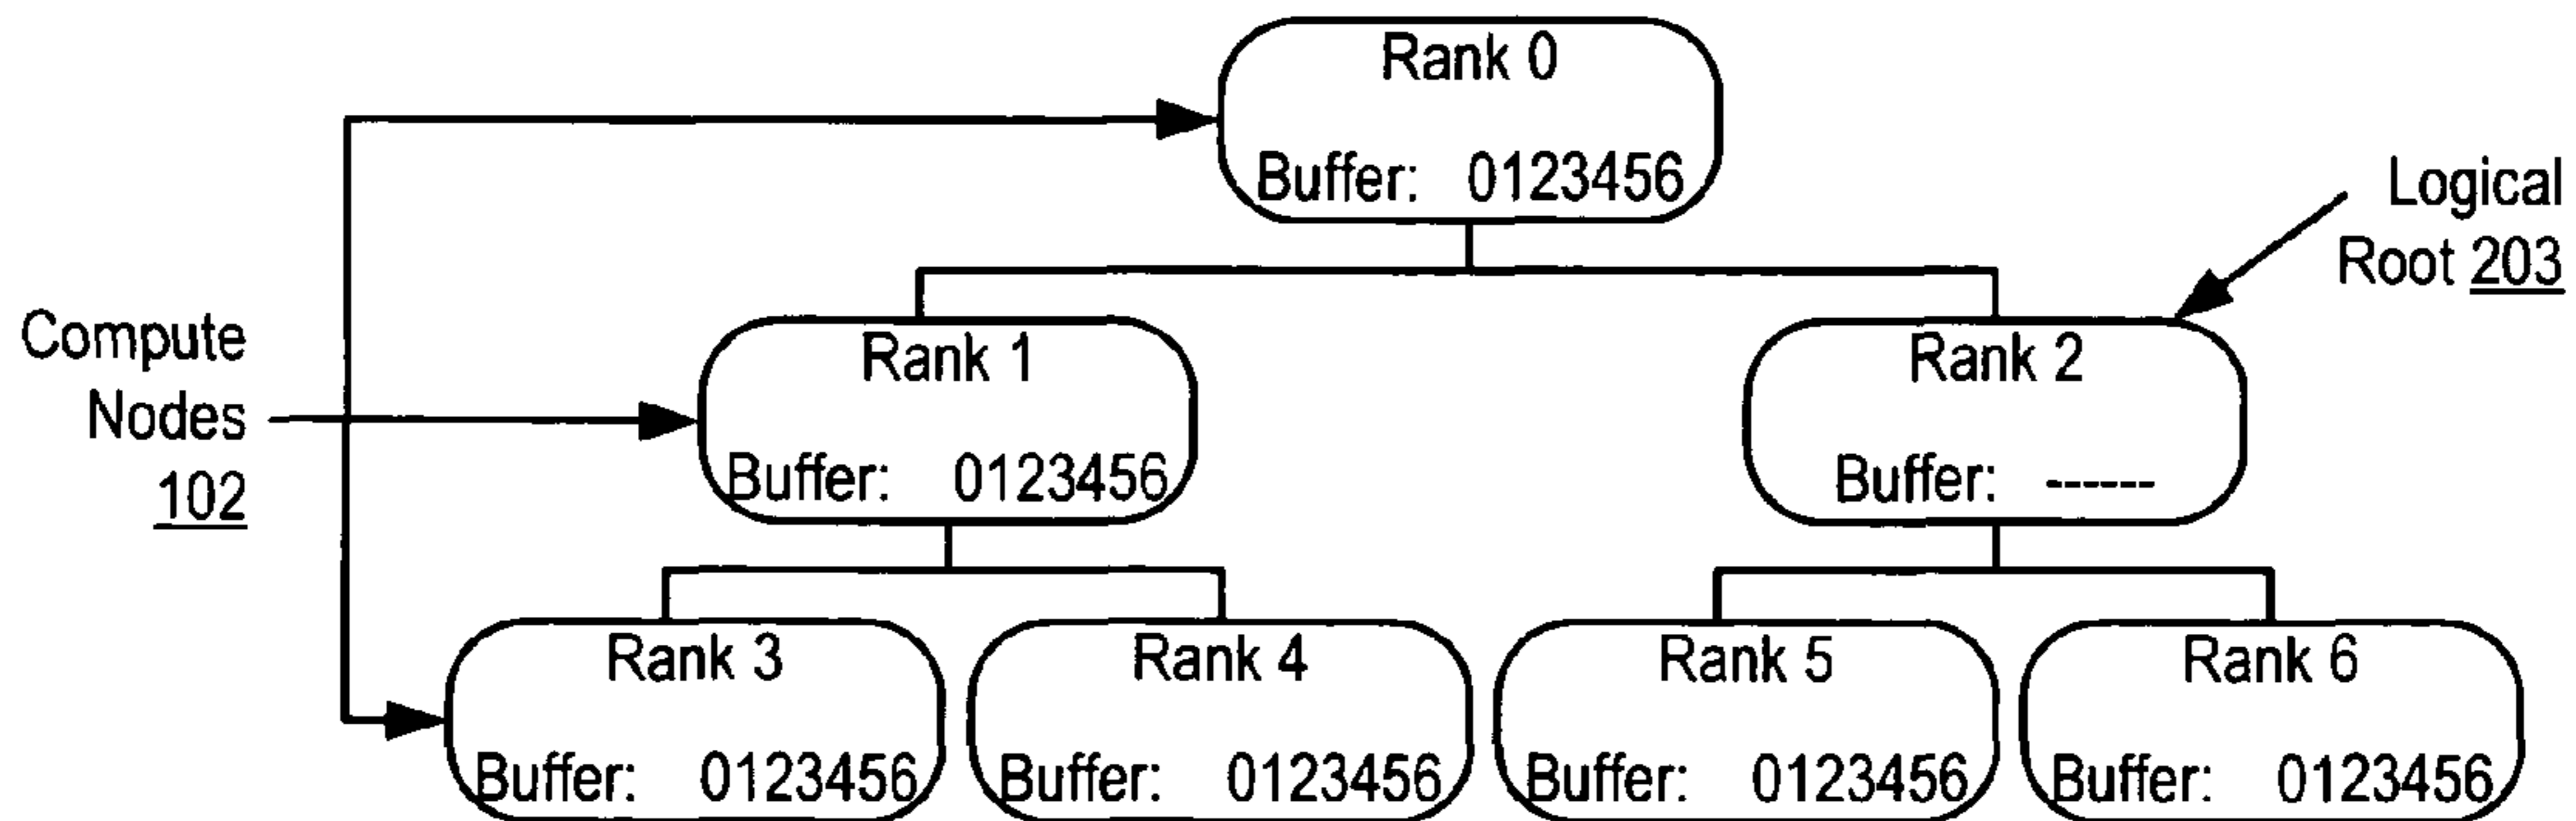 Rank 0
Buffer: 0123456
Logical
Root 203
Compute
Nodes
102
Rank 1
Buffer: 0123456
Rank 2
Buffer: ------
Rank 3
Buffer: 0123456
Rank 4
Buffer: 0123456
Rank 5
Buffer: 0123456
Rank 6
Buffer: 0123456